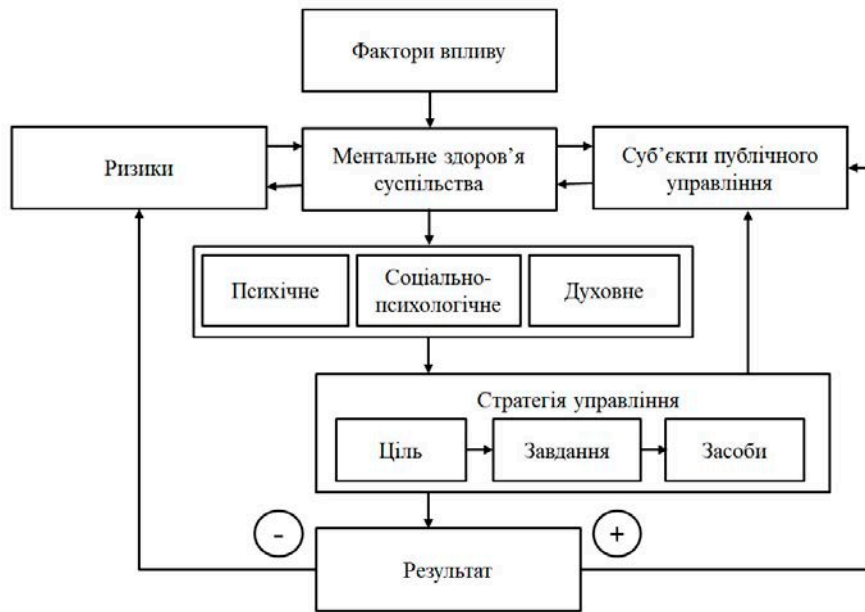 Фактори впливу
Ризики
Ментальне здоров’я
суспільства
Суб’єкти публічного
управління
Психічне
Соціально-
психологічне
Духовне
Стратегія управління
Ціль
Завдання
Засоби
-
+
Результат